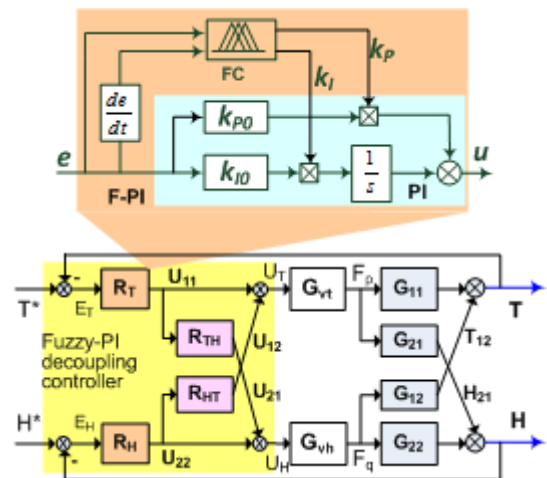 FC
k_P
k_I
de
dt
k_P0
e
k_I0
1
s
PI
u
F-PI
T*
-
E_T
R_T
U_11
U_T
G_vt
F_p
G_11
T
Fuzzy-PI
decoupling
controller
R_TH
U_12
G_21
T_12
R_HT
U_21
G_12
H_21
H*
E_H
-
R_H
U_22
U_H
G_vh
F_q
G_22
H